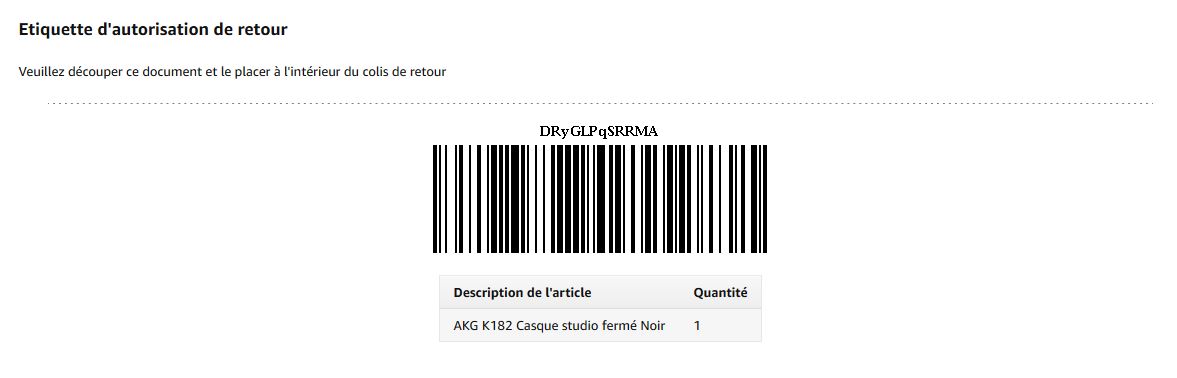 Etiquette d'autorisation de retour
Veuillez découper ce document et le placer à l'intérieur du colis de retour
DRyGLPqSRRMA
Description de l'article Quantité
AKG K182 Casque studio fermé Noir 1